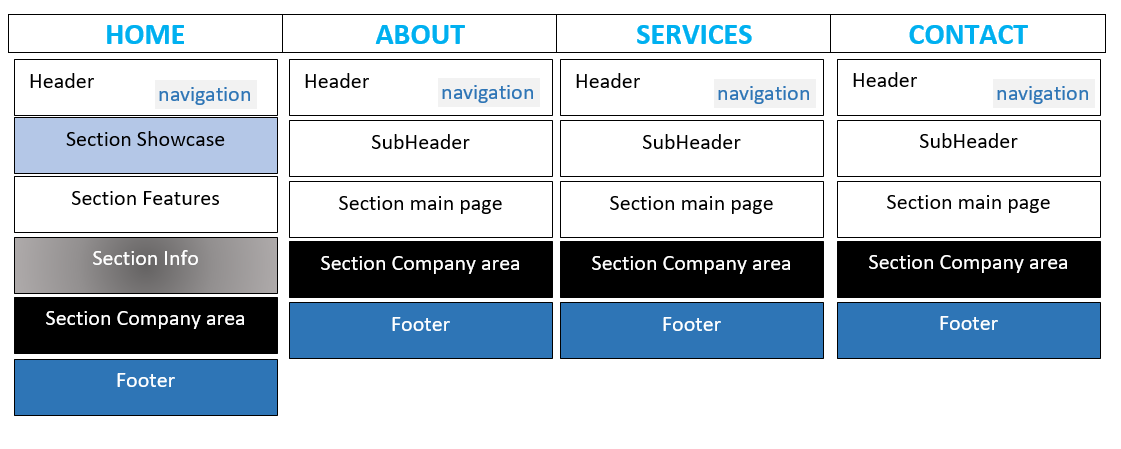 HOME ABOUT SERVICES CONTACT
Header Header Header Header
navigation navigation navigation navigation
Section Showcase SubHeader SubHeader SubHeader
Section Features Section main page Section main page Section main page
Section Info Section Company area Section Company area Section Company area
Section Company area Footer Footer Footer
Footer